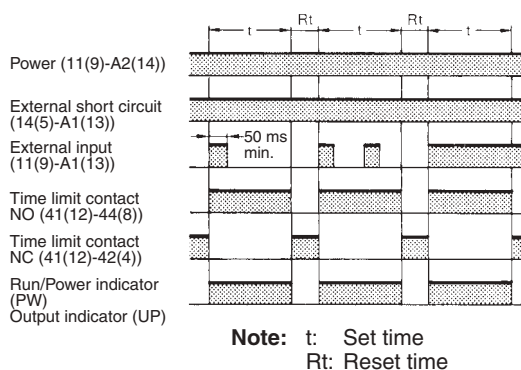 t Rt t Rt t
Power (11(9)-A2(14))
External short circuit
(14(5)-A1(13))
External input
(11(9)-A1(13))
50 ms
min.
Time limit contact
NO (41(12)-44(8))
Time limit contact
NC (41(12)-42(4))
Run/Power indicator
(PW)
Output indicator (UP)
Note: t: Set time
Rt: Reset time